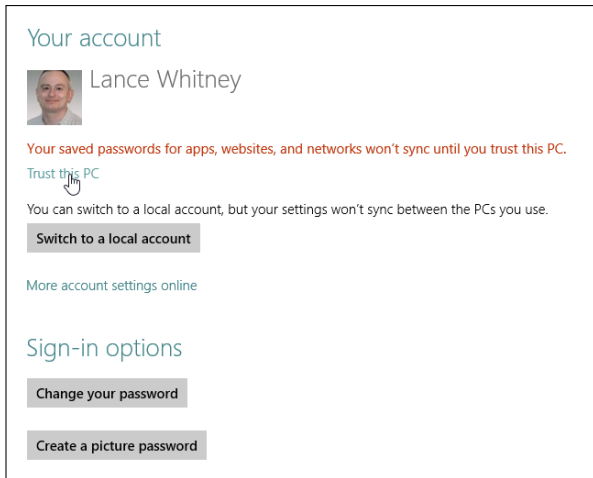 Your account
Lance Whitney
Your saved passwords for apps, websites, and networks won't sync until you trust this PC.
Trust this PC
You can switch to a local account, but your settings won't sync between the PCs you use.
Switch to a local account
More account settings online
Sign-in options
Change your password
Create a picture password